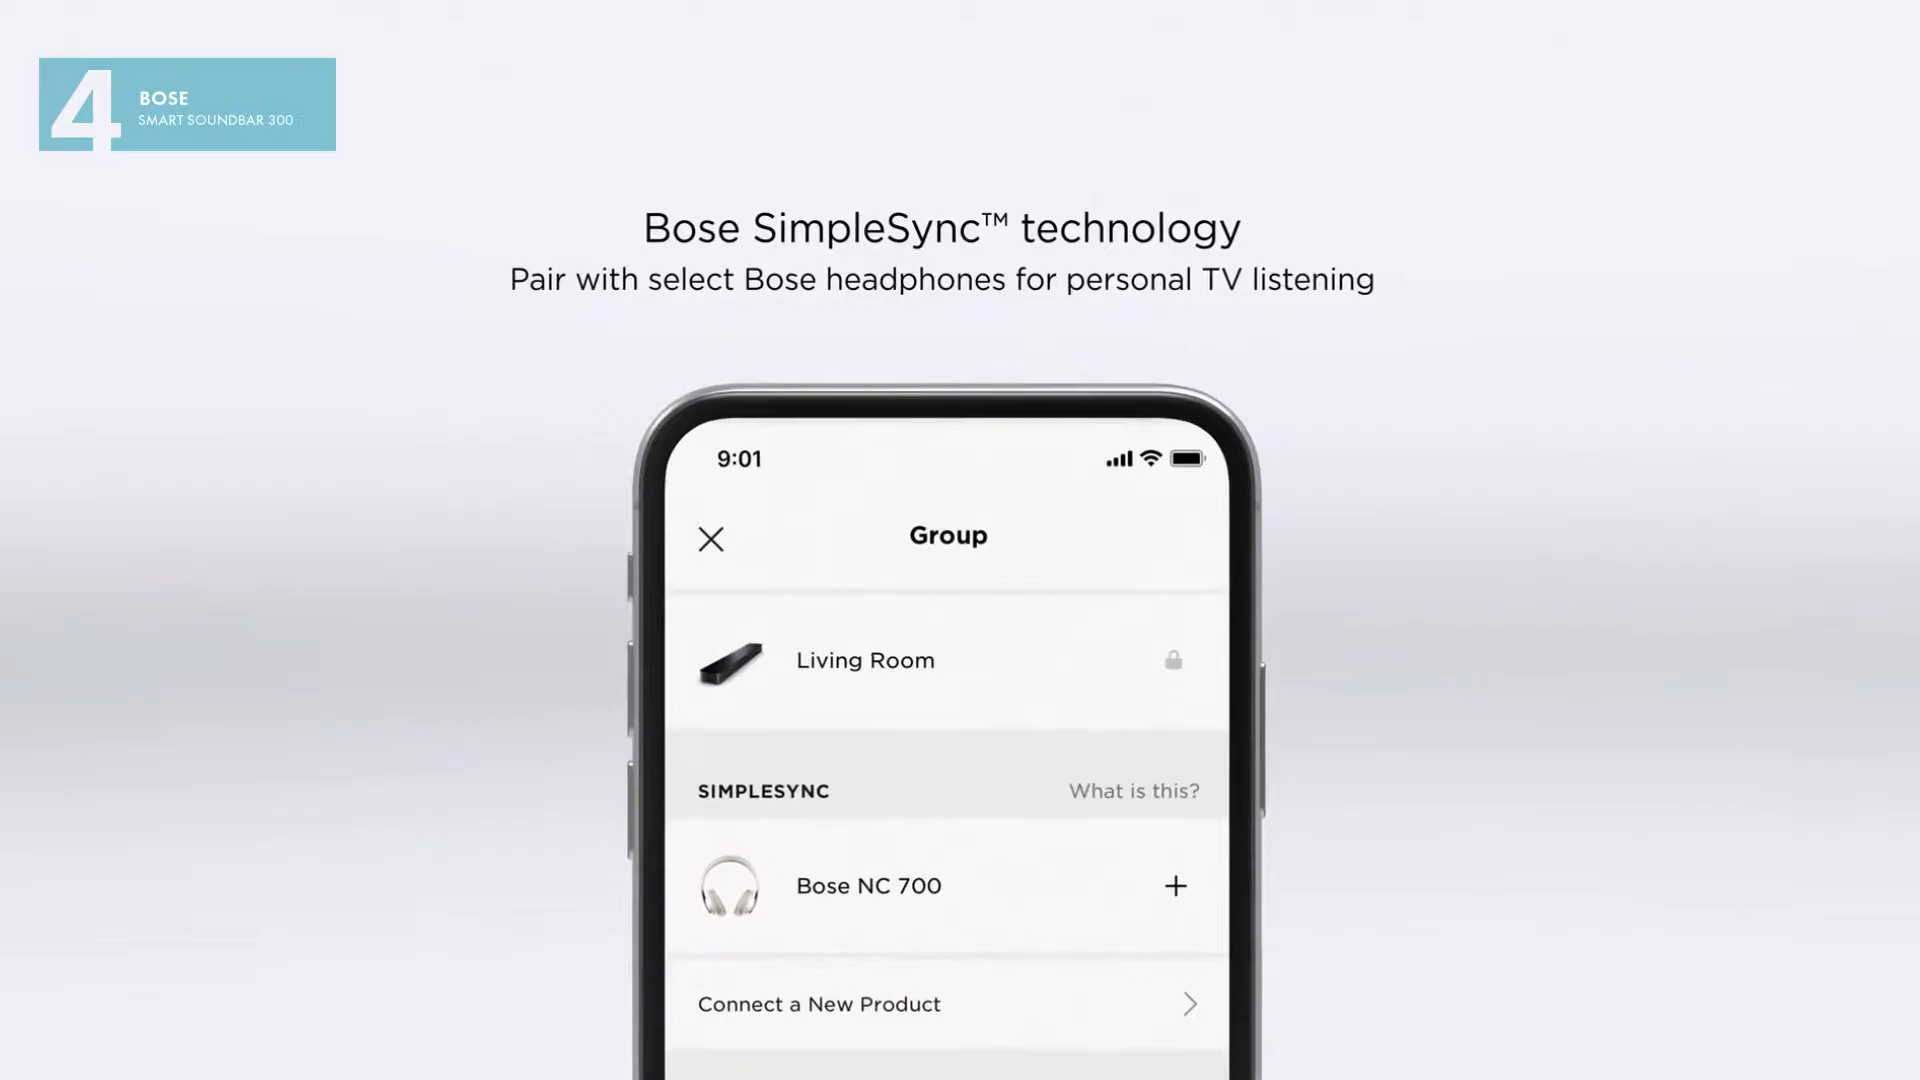 4
BOSE
SMART SOUNDBAR 300
Bose SimpleSync™ technology
Pair with select Bose headphones for personal TV listening
9:01
Group
Living Room
SIMPLESYNC
What is this?
Bose NC 700
Connect a New Product